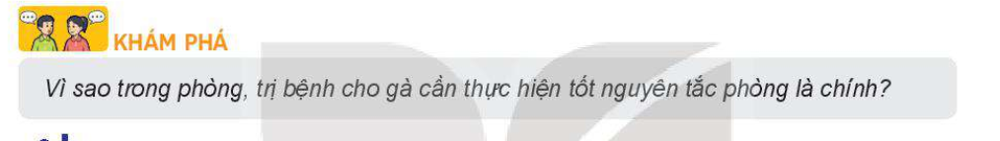 KHÁM PHÁ
Vì sao trong phòng, trị bệnh cho gà cần thực hiện tốt nguyên tắc phòng là chính?